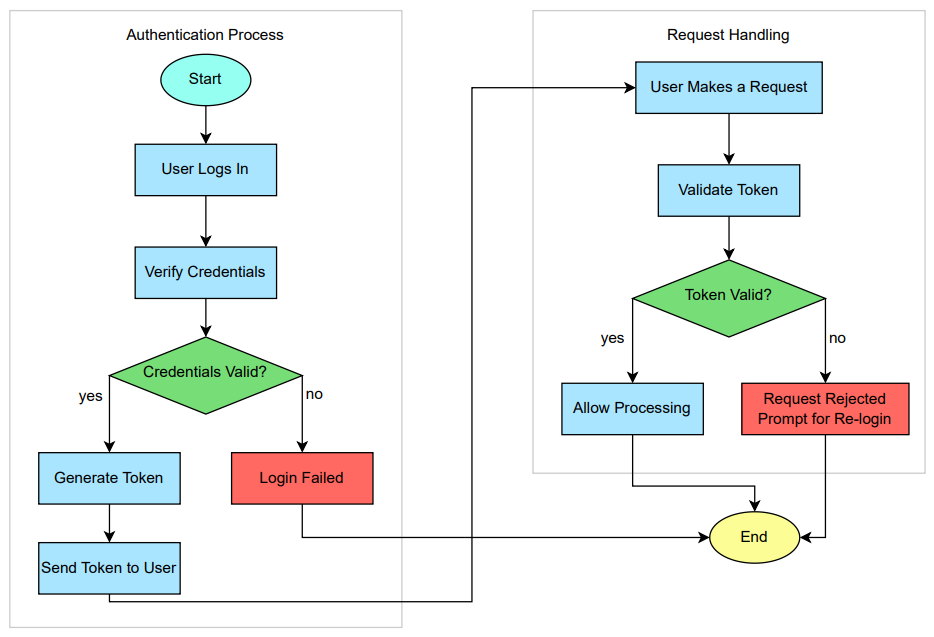 Authentication Process
Start
User Logs In
Verify Credentials
Credentials Valid?
yes
no
Generate Token
Login Failed
Send Token to User
Request Handling
User Makes a Request
Validate Token
Token Valid?
yes
no
Allow Processing
Request Rejected
Prompt for Re-login
End